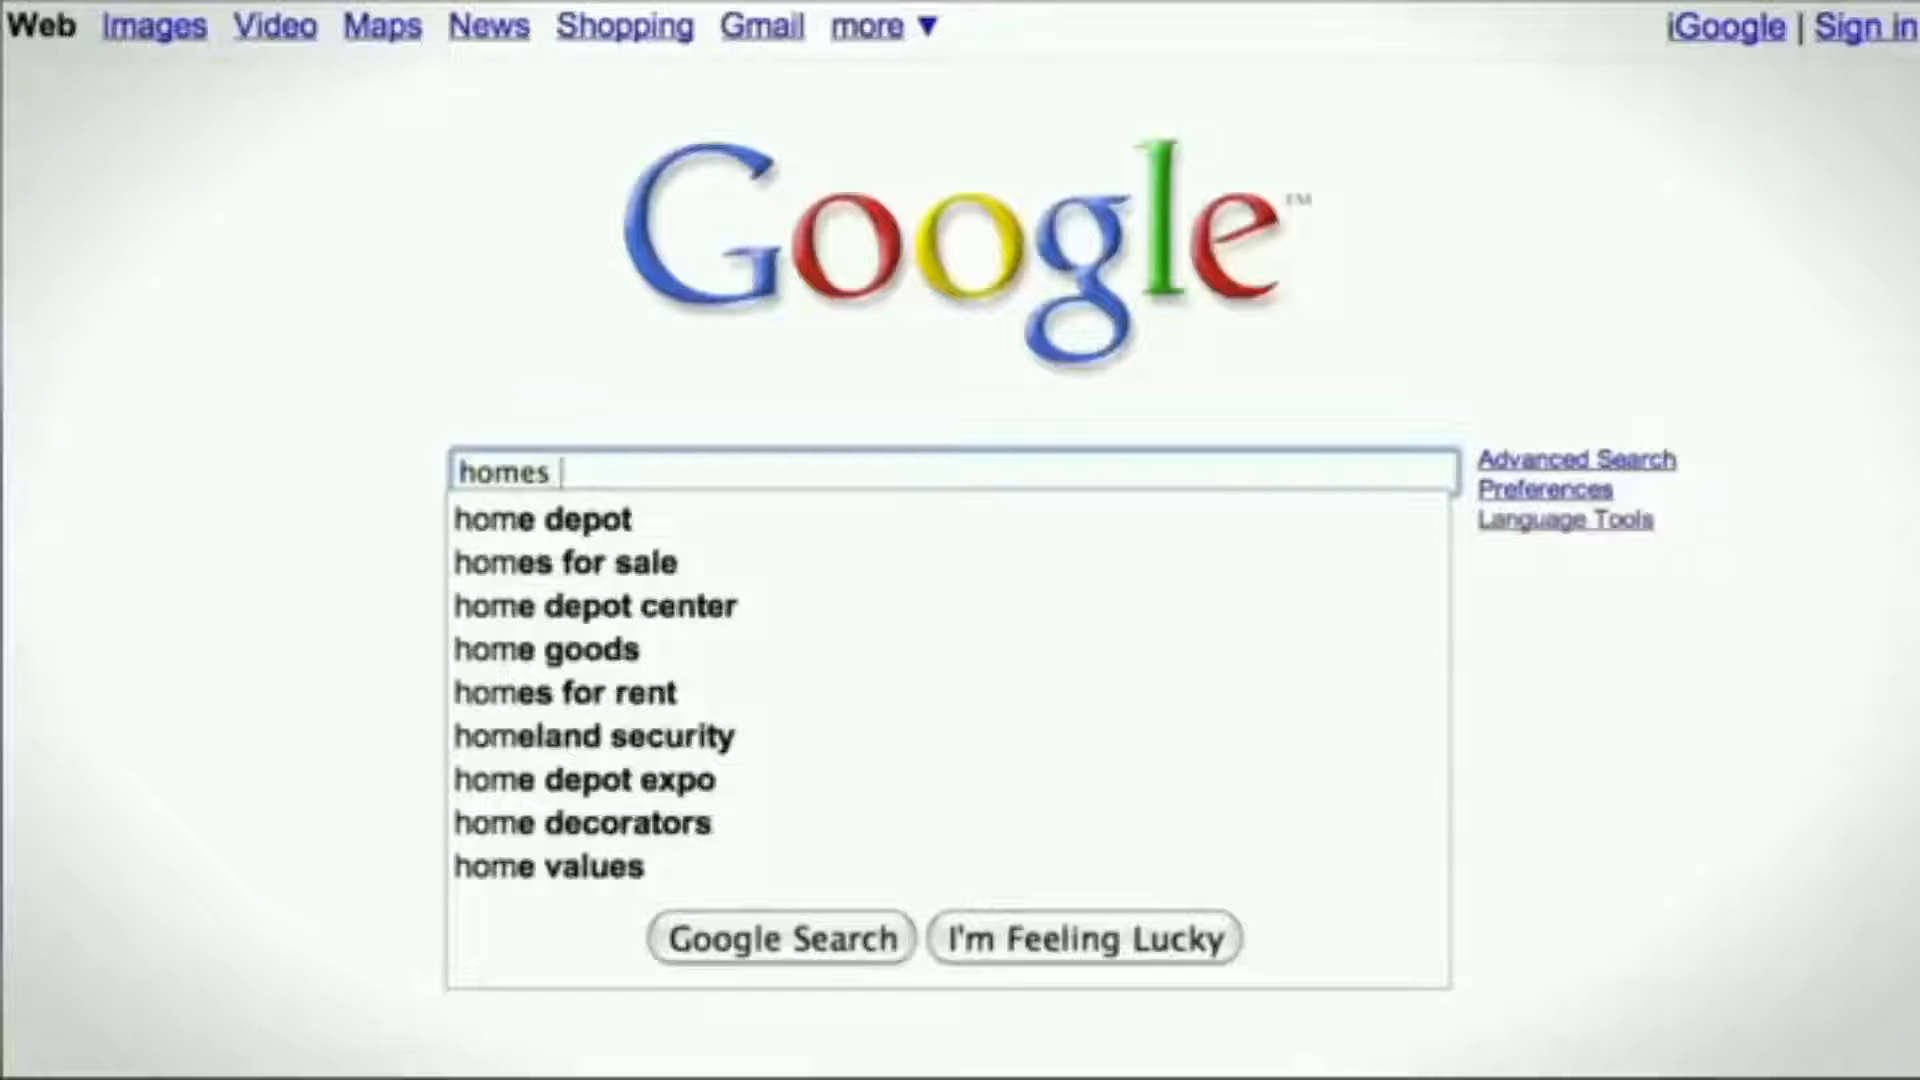 Web Images Video Maps News Shopping Gmail more ▼ iGoogle | Sign in
Google™
homes
Advanced Search
Preferences
Language Tools
home depot
homes for sale
home depot center
home goods
homes for rent
homeland security
home depot expo
home decorators
home values
Google Search I'm Feeling Lucky